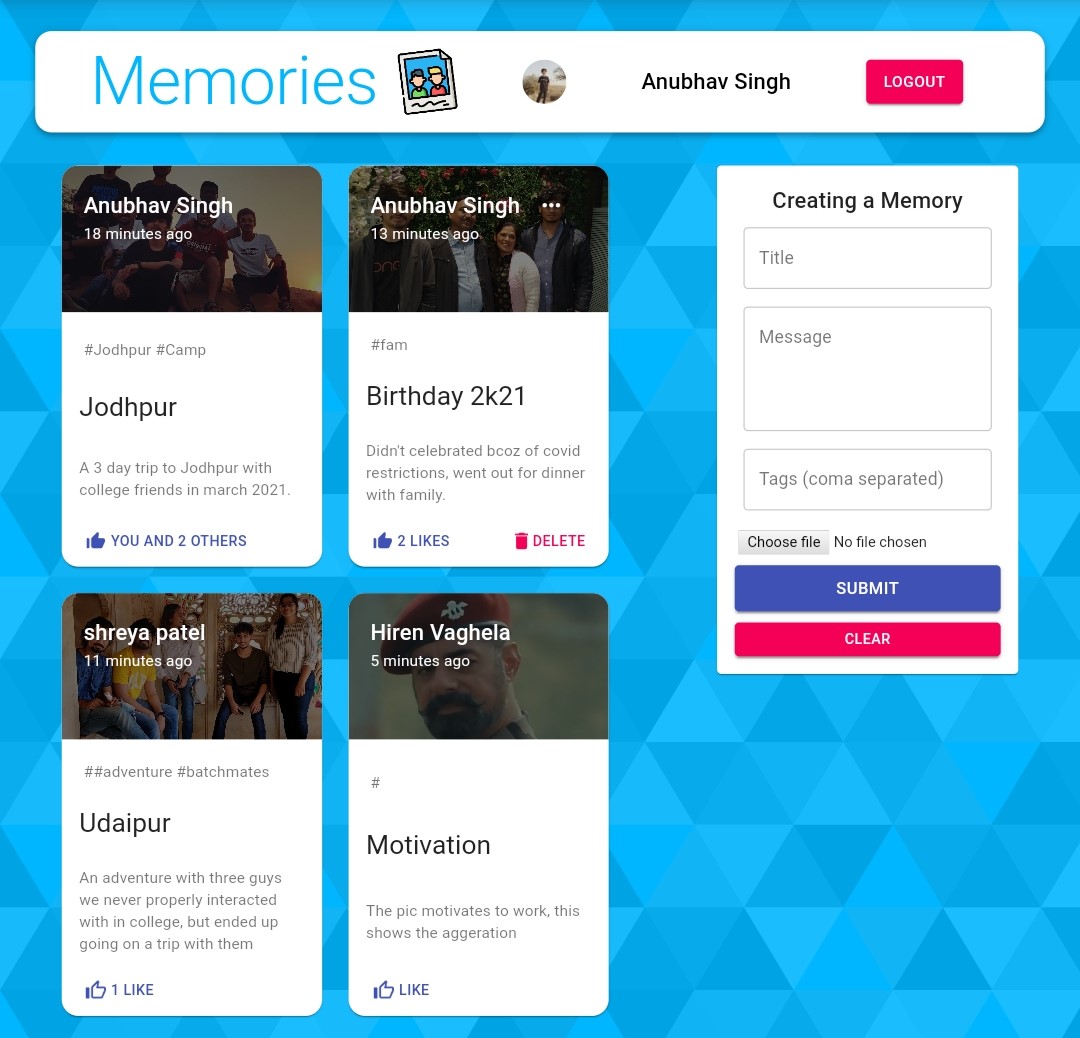 Memories
Anubhav Singh
LOGOUT
Anubhav Singh
18 minutes ago
#Jodhpur #Camp
Jodhpur
A 3 day trip to Jodhpur with
college friends in march 2021.
YOU AND 2 OTHERS
Anubhav Singh
13 minutes ago
#fam
Birthday 2k21
Didn't celebrated bcoz of covid
restrictions, went out for dinner
with family.
2 LIKES
DELETE
shreya patel
11 minutes ago
##adventure #batchmates
Udaipur
An adventure with three guys
we never properly interacted
with in college, but ended up
going on a trip with them
1 LIKE
Hiren Vaghela
5 minutes ago
#
Motivation
The pic motivates to work, this
shows the aggeration
LIKE
Creating a Memory
Title
Message
Tags (coma separated)
Choose file No file chosen
SUBMIT
CLEAR